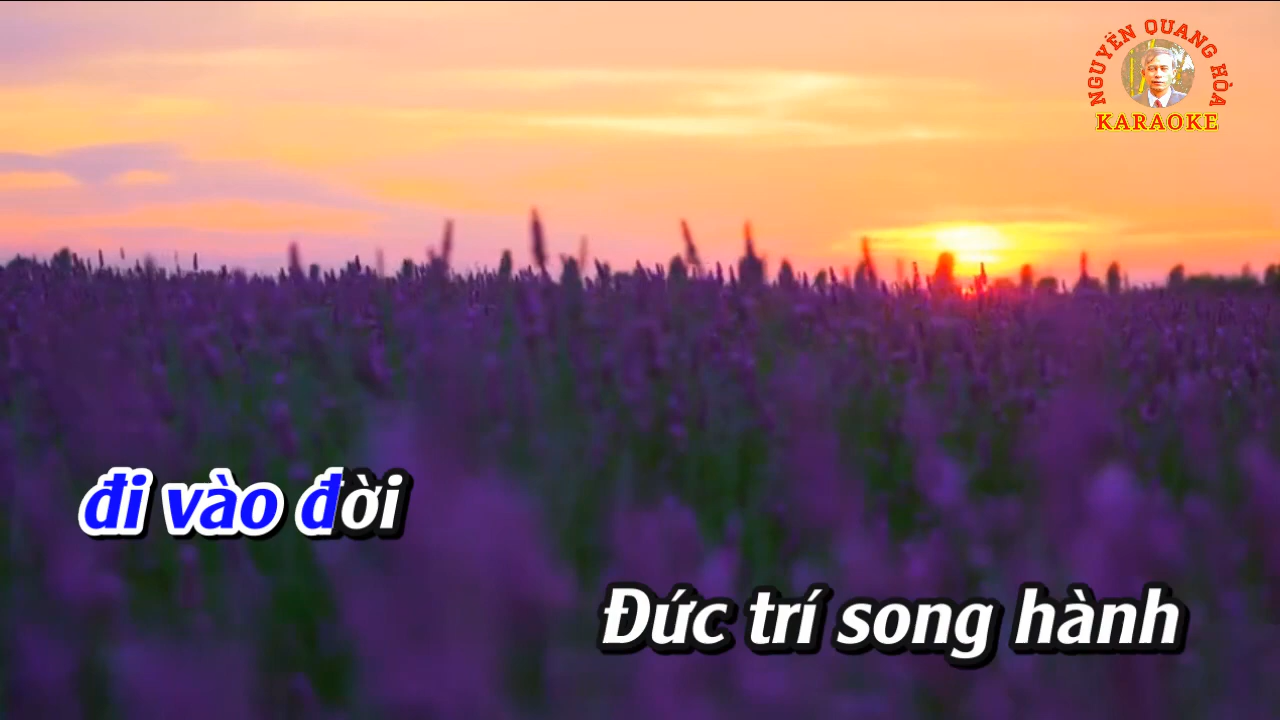 NGUYỄN QUANG HÒA
KARAOKE
đi vào đời
Đức trí song hành